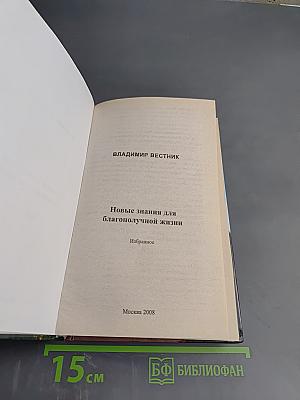 ВЛАДИМИР ВЕСТНИК
Новые знания для
благополучной жизни
Избранное
Москва 2008
15 см
БФ БИБЛИОФАН